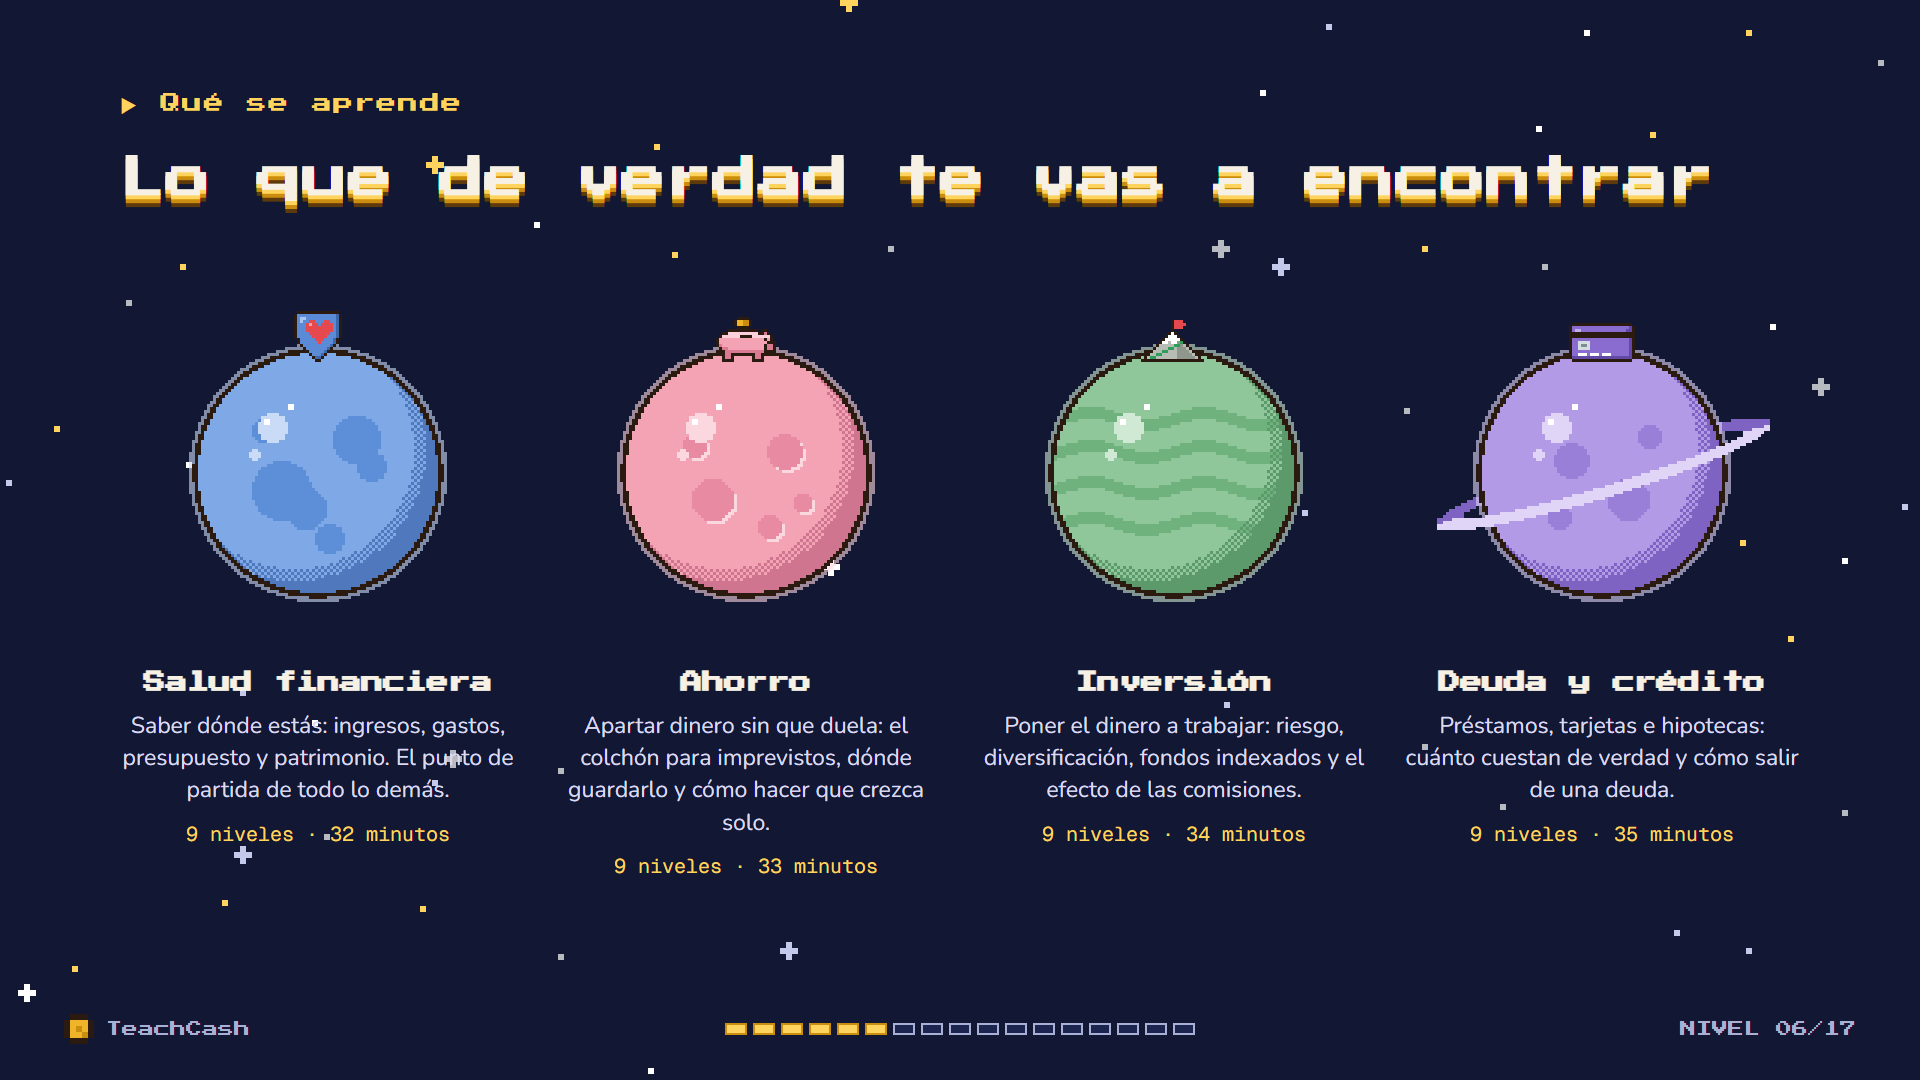 Qué se aprende
Lo que de verdad te vas a encontrar
Salud financiera
Saber dónde estás: ingresos, gastos,
presupuesto y patrimonio. El punto de
partida de todo lo demás.
9 niveles · 32 minutos
Ahorro
Apartar dinero sin que duela: el
colchón para imprevistos, dónde
guardarlo y cómo hacer que crezca
solo.
9 niveles · 33 minutos
Inversión
Poner el dinero a trabajar: riesgo,
diversificación, fondos indexados y el
efecto de las comisiones.
9 niveles · 34 minutos
Deuda y crédito
Préstamos, tarjetas e hipotecas:
cuánto cuestan de verdad y cómo salir
de una deuda.
9 niveles · 35 minutos
TeachCash
NIVEL 06/17